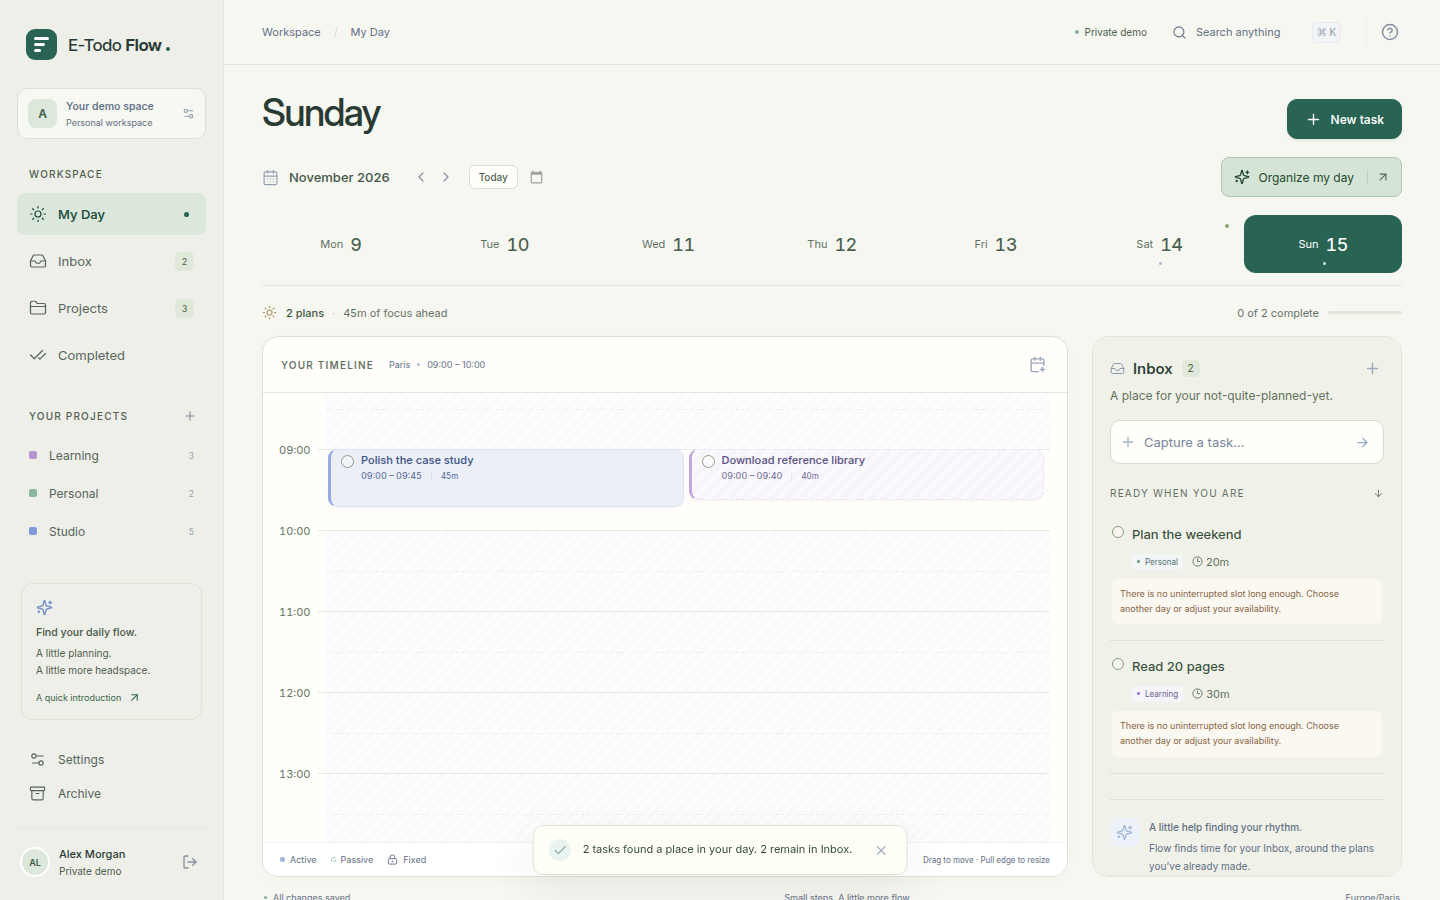 E-Todo Flow.
A
Your demo space
Personal workspace
WORKSPACE
My Day
Inbox
2
Projects
3
Completed
YOUR PROJECTS
Learning
3
Personal
2
Studio
5
Find your daily flow.
A little planning.
A little more headspace.
A quick introduction
Settings
Archive
AL
Alex Morgan
Private demo
Workspace / My Day
Private demo
Search anything
⌘ K
Sunday
New task
November 2026
Today
Organize my day
Mon 9
Tue 10
Wed 11
Thu 12
Fri 13
Sat 14
Sun 15
2 plans · 45m of focus ahead
0 of 2 complete
YOUR TIMELINE
Paris • 09:00 – 10:00
09:00
Polish the case study
09:00 – 09:45 45m
Download reference library
09:00 – 09:40 40m
10:00
11:00
12:00
13:00
Active
Passive
Fixed
2 tasks found a place in your day. 2 remain in Inbox.
Drag to move · Pull edge to resize
Inbox
2
A place for your not-quite-planned-yet.
Capture a task...
READY WHEN YOU ARE
Plan the weekend
Personal
20m
There is no uninterrupted slot long enough. Choose
another day or adjust your availability.
Read 20 pages
Learning
30m
There is no uninterrupted slot long enough. Choose
another day or adjust your availability.
A little help finding your rhythm.
Flow finds time for your Inbox, around the plans
you've already made.
All changes saved
Small steps. A little more flow.
Europe/Paris